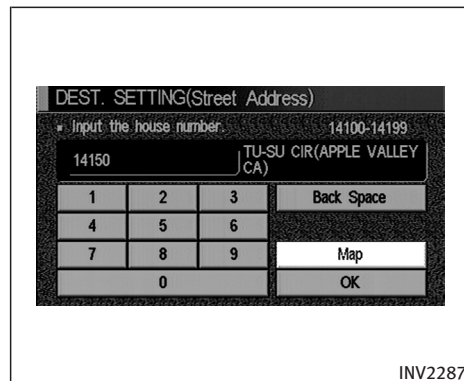 DEST. SETTING(Street Address)
Input the house number. 14100-14199
14150 TU-SU CIR(APPLE VALLEY
CA)
1 2 3 Back Space
4 5 6
7 8 9 Map
0 OK
INV2287